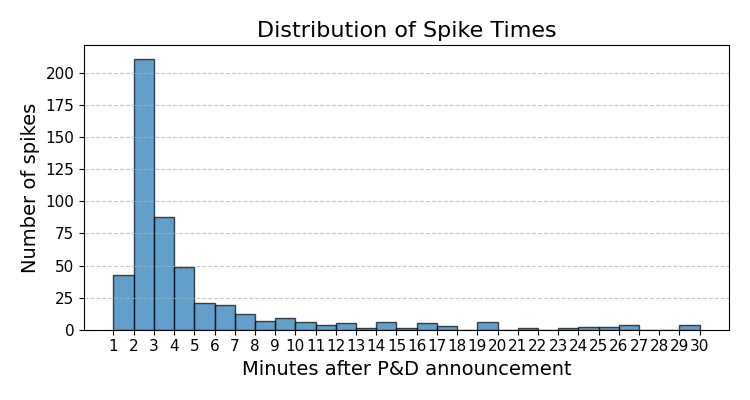 Distribution of Spike Times
Number of spikes
200
175
150
125
100
75
50
25
0
1 2 3 4 5 6 7 8 9 10 11 12 13 14 15 16 17 18 19 20 21 22 23 24 25 26 27 28 29 30
Minutes after P&D announcement